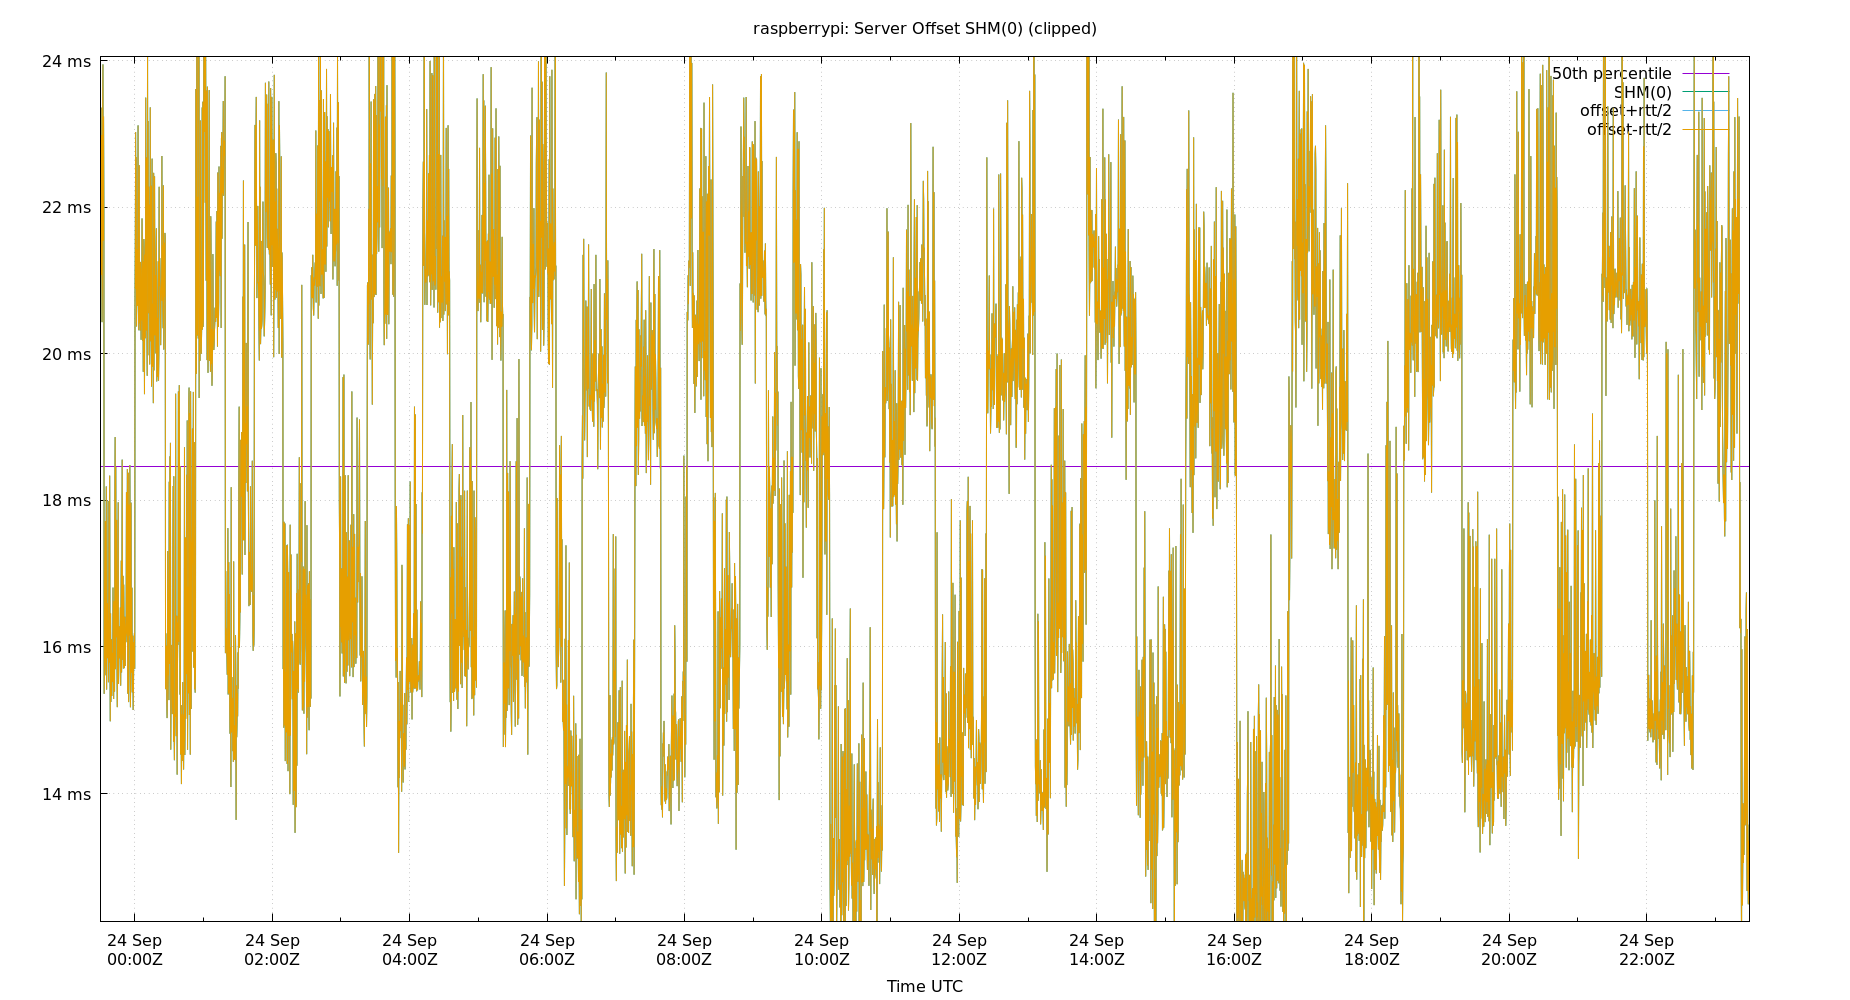 raspberrypi: Server Offset SHM(0) (clipped)
24 ms
22 ms
20 ms
18 ms
16 ms
14 ms
50th percentile
SHM(0)
offset+rtt/2
offset-rtt/2
24 Sep 24 Sep 24 Sep 24 Sep 24 Sep 24 Sep 24 Sep 24 Sep 24 Sep 24 Sep 24 Sep 24 Sep
00:00Z 02:00Z 04:00Z 06:00Z 08:00Z 10:00Z 12:00Z 14:00Z 16:00Z 18:00Z 20:00Z 22:00Z
Time UTC